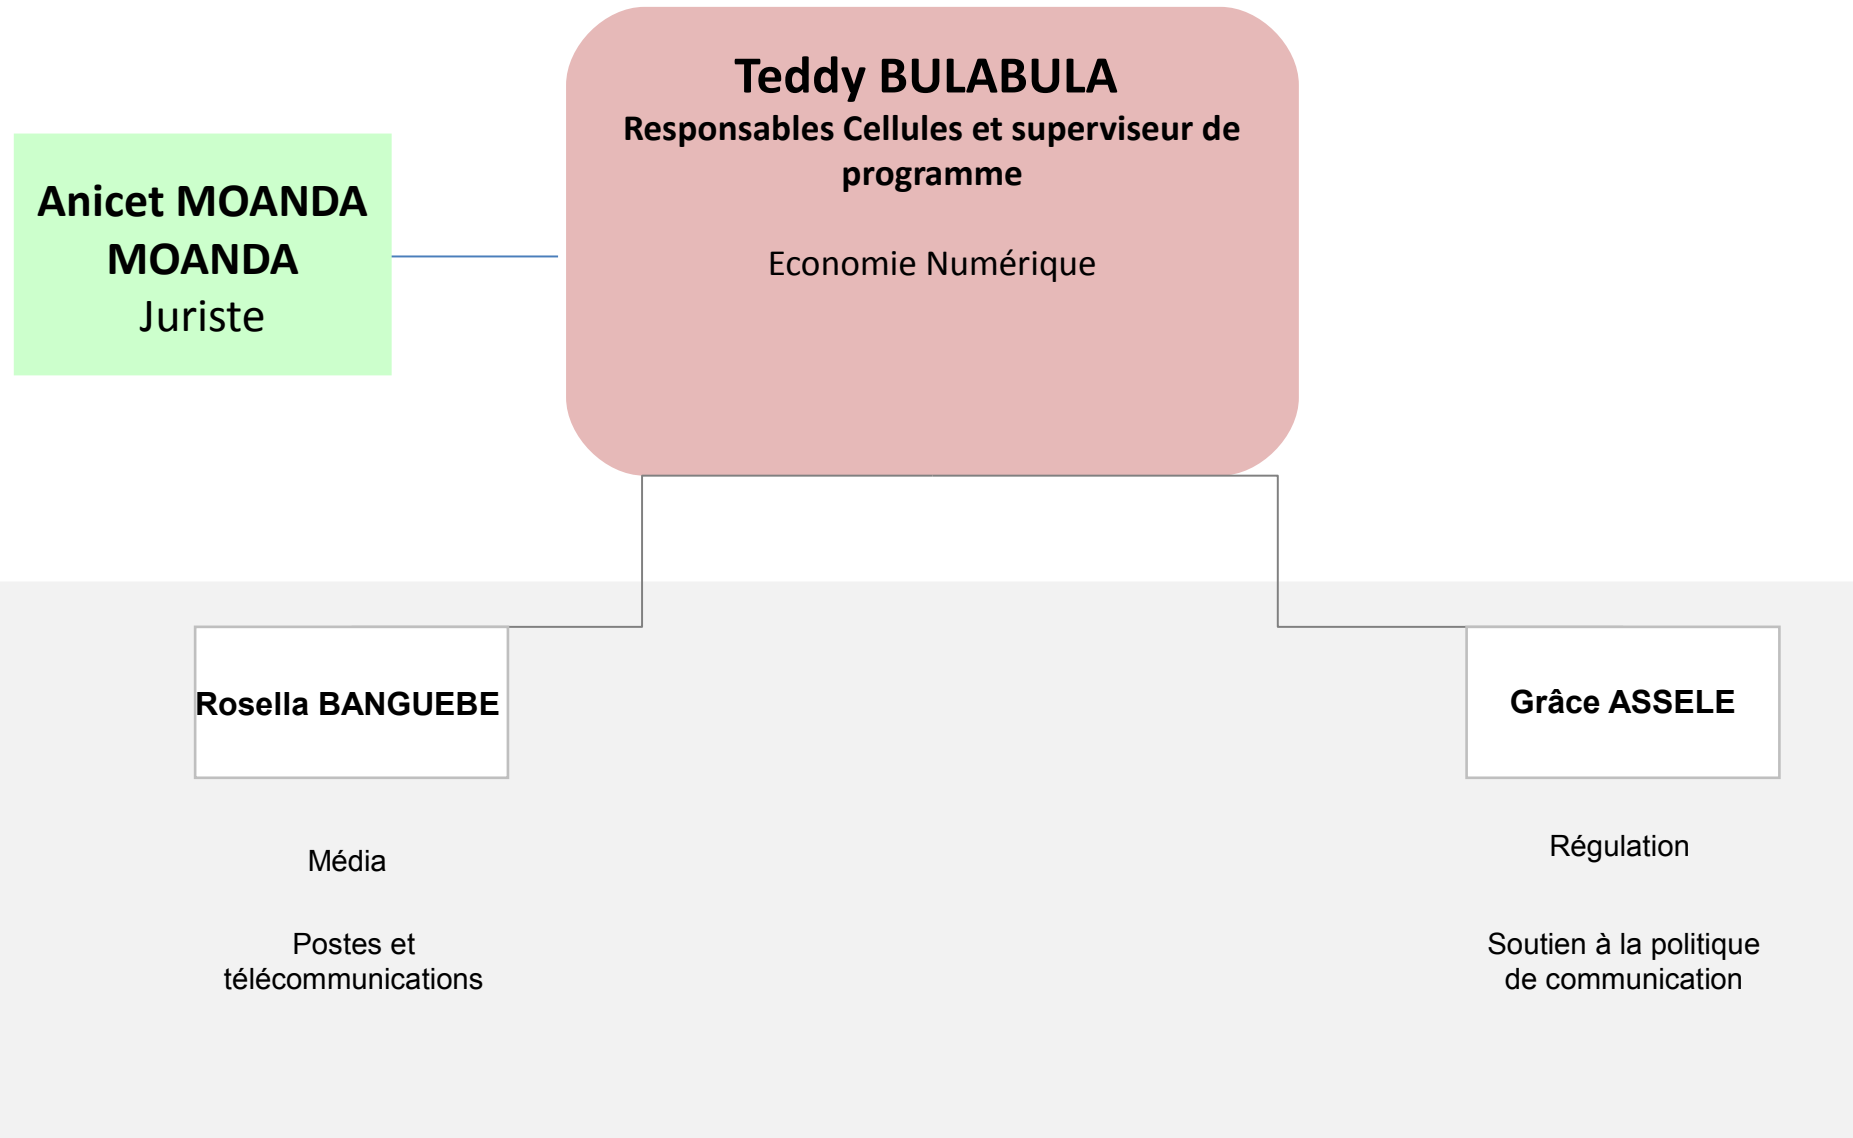 Teddy BULABULA
Responsables Cellules et superviseur de
programme
Economie Numérique
Anicet MOANDA
MOANDA
Juriste
Rosella BANGUEBE
Média
Postes et
télécommunications
Grâce ASSELE
Régulation
Soutien à la politique
de communication